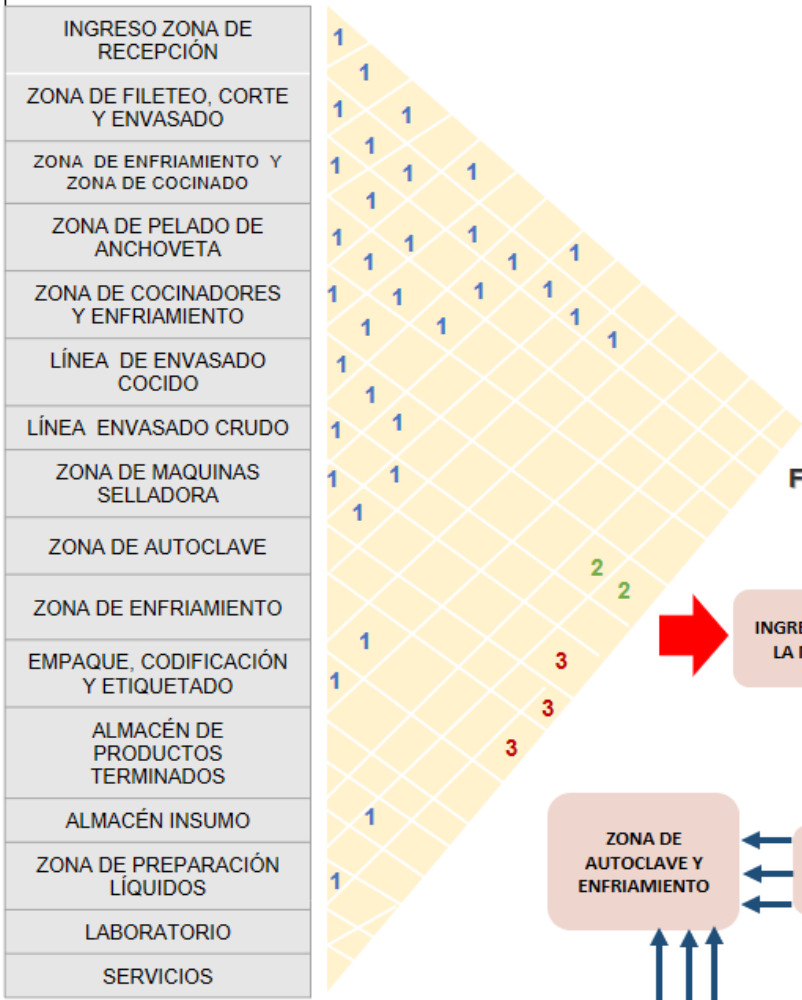 INGRESO ZONA DE
RECEPCIÓN
ZONA DE FILETEO, CORTE
Y ENVASADO
ZONA DE ENFRIAMIENTO Y
ZONA DE COCINADO
ZONA DE PELADO DE
ANCHOVETA
ZONA DE COCINADORES
Y ENFRIAMIENTO
LÍNEA DE ENVASADO
COCIDO
LÍNEA ENVASADO CRUDO
ZONA DE MAQUINAS
SELLADORA
ZONA DE AUTOCLAVE
ZONA DE ENFRIAMIENTO
EMPAQUE, CODIFICACIÓN
Y ETIQUETADO
ALMACÉN DE
PRODUCTOS
TERMINADOS
ALMACÉN INSUMO
ZONA DE PREPARACIÓN
LÍQUIDOS
LABORATORIO
SERVICIOS
1
1
1 1
1
1 1 1
1
1 1 1 1
1 1
1 1 1 1
1 1 1
1 1
1
1 1
1 1
1
2
2
1
3
1
3
3
1
1
F
INGRE
LA
ZONA DE
AUTOCLAVE Y
ENFRIAMIENTO